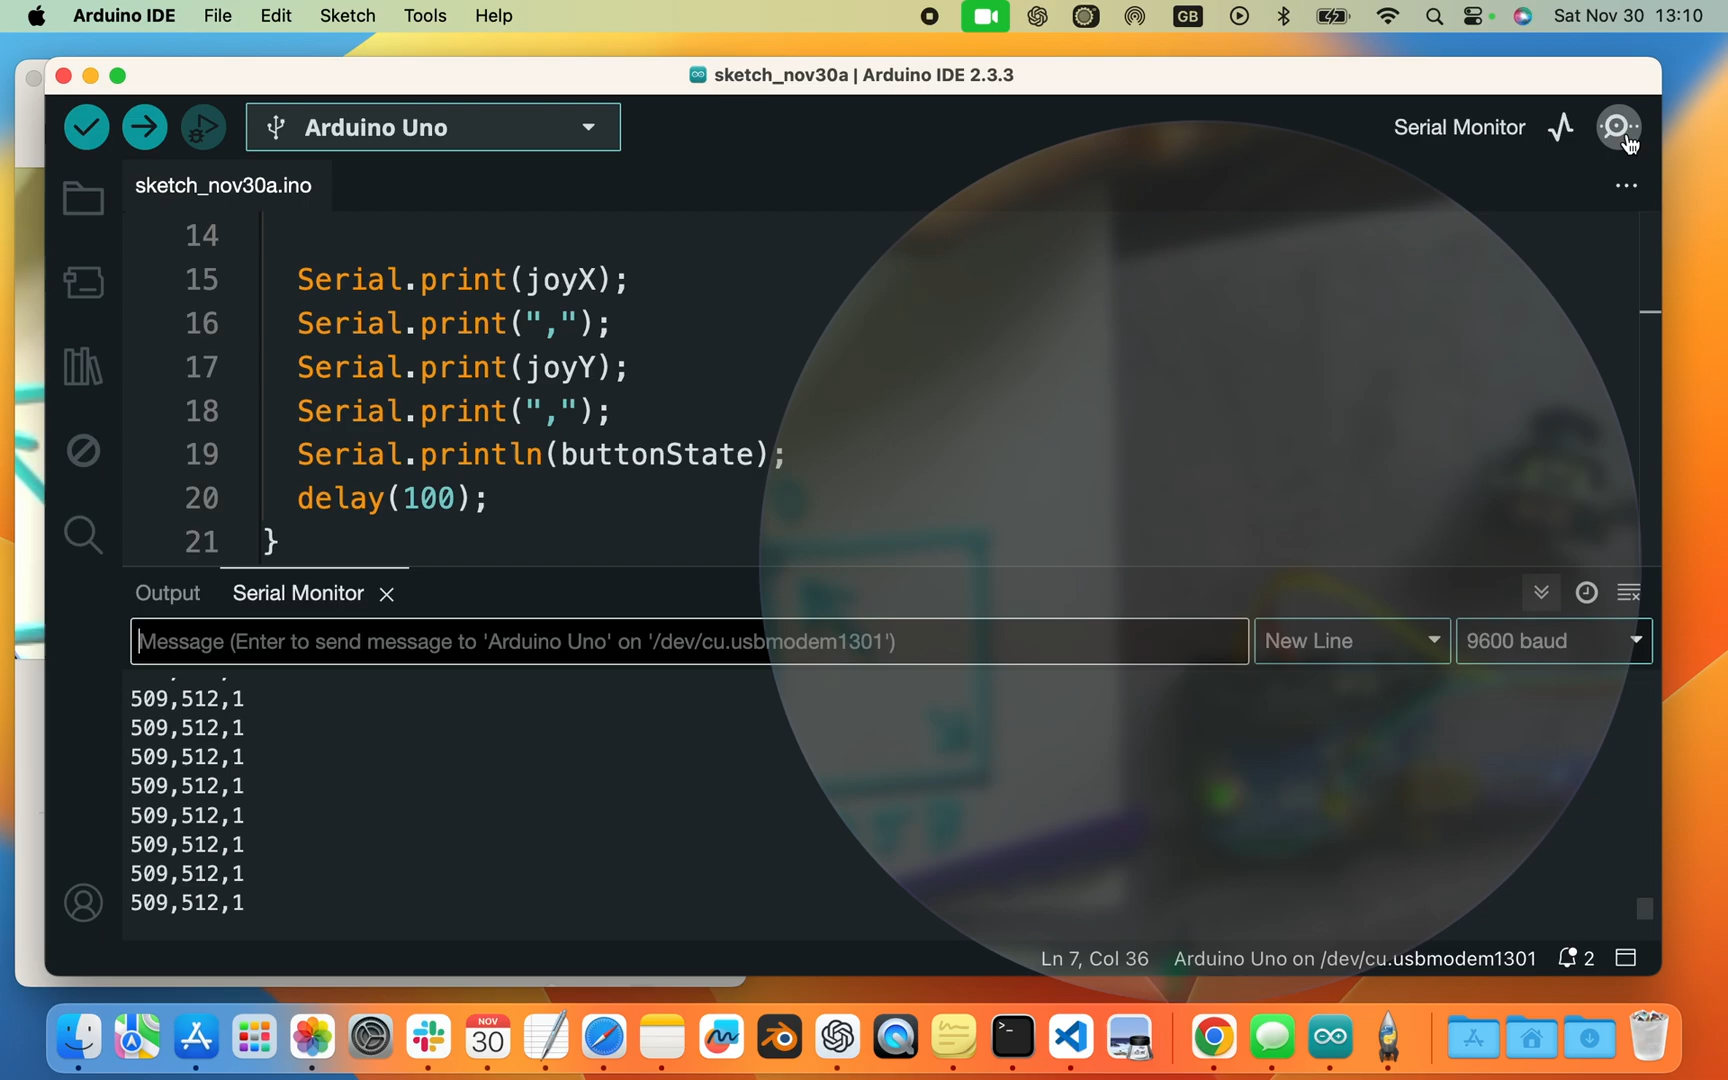 Arduino IDE File Edit Sketch Tools Help GB Sat Nov 30 13:10
sketch_nov30a | Arduino IDE 2.3.3
Arduino Uno
Serial Monitor
sketch_nov30a.ino
14
15 Serial.print(joyX);
16 Serial.print(",");
17 Serial.print(joyY);
18 Serial.print(",");
19 Serial.println(buttonState);
20 delay(100);
21 }
Output Serial Monitor
Message (Enter to send message to 'Arduino Uno' on '/dev/cu.usbmodem1301') New Line 9600 baud
509,512,1
509,512,1
509,512,1
509,512,1
509,512,1
509,512,1
509,512,1
509,512,1
Ln 7, Col 36 Arduino Uno on /dev/cu.usbmodem1301 2
NOV
30